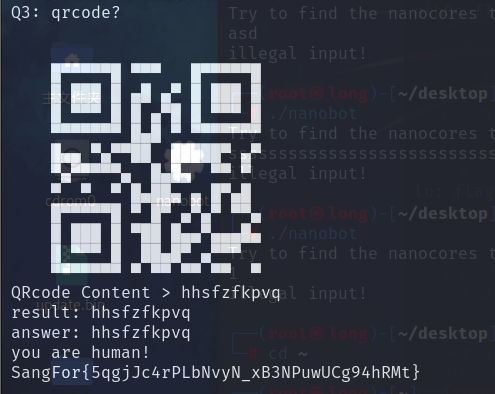 Q3: qrcode?
Try to find the nanocores t
asd
illegal input!
主文件夹
(root㉿long)-[~/desktop
# ./nanobot
Try to find the nanocores t
illegal input!
cdrom0
nanobot
(root㉿long)-[~/desktop
# ./nanobot
Try to find the nanocores t
1
illegal input!
QRcode Content > hhsfzfkpvq
result: hhsfzfkpvq
answer: hhsfzfkpvq
you are human!
(root㉿long)-[~/desktop
# cd ~
SangFor{5qgjJc4rPLbNvyN_xB3NPuwUCg94hRMt}